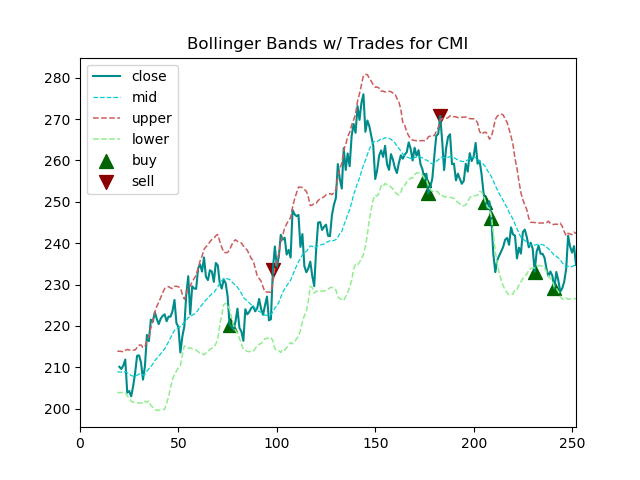 Bollinger Bands w/ Trades for CMI
close
mid
upper
lower
buy
sell
280
270
260
250
240
230
220
210
200
0 50 100 150 200 250